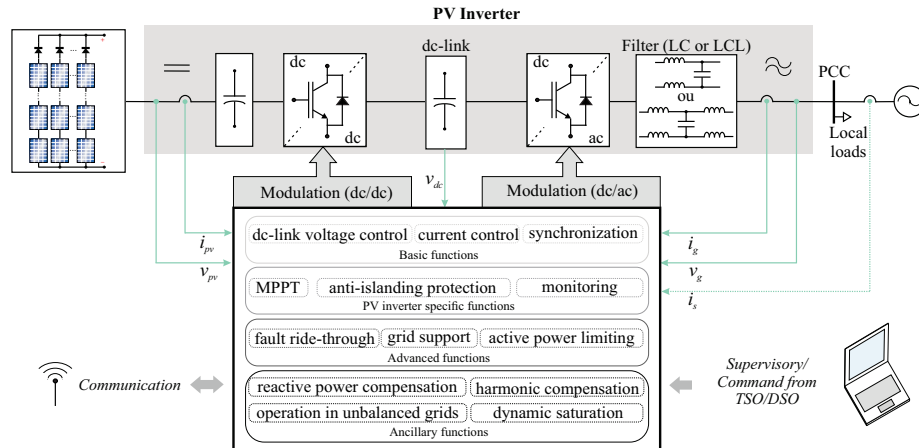 PV Inverter
dc-link
Filter (LC or LCL)
dc
dc
dc
ac
ou
PCC
Local
loads
+
-
Modulation (dc/dc)
v_dc
Modulation (dc/ac)
i_pv
v_pv
i_g
v_g
i_s
dc-link voltage control
current control
synchronization
Basic functions
MPPT
anti-islanding protection
monitoring
PV inverter specific functions
fault ride-through
grid support
active power limiting
Advanced functions
reactive power compensation
harmonic compensation
operation in unbalanced grids
dynamic saturation
Ancillary functions
Communication
Supervisory/
Command from
TSO/DSO